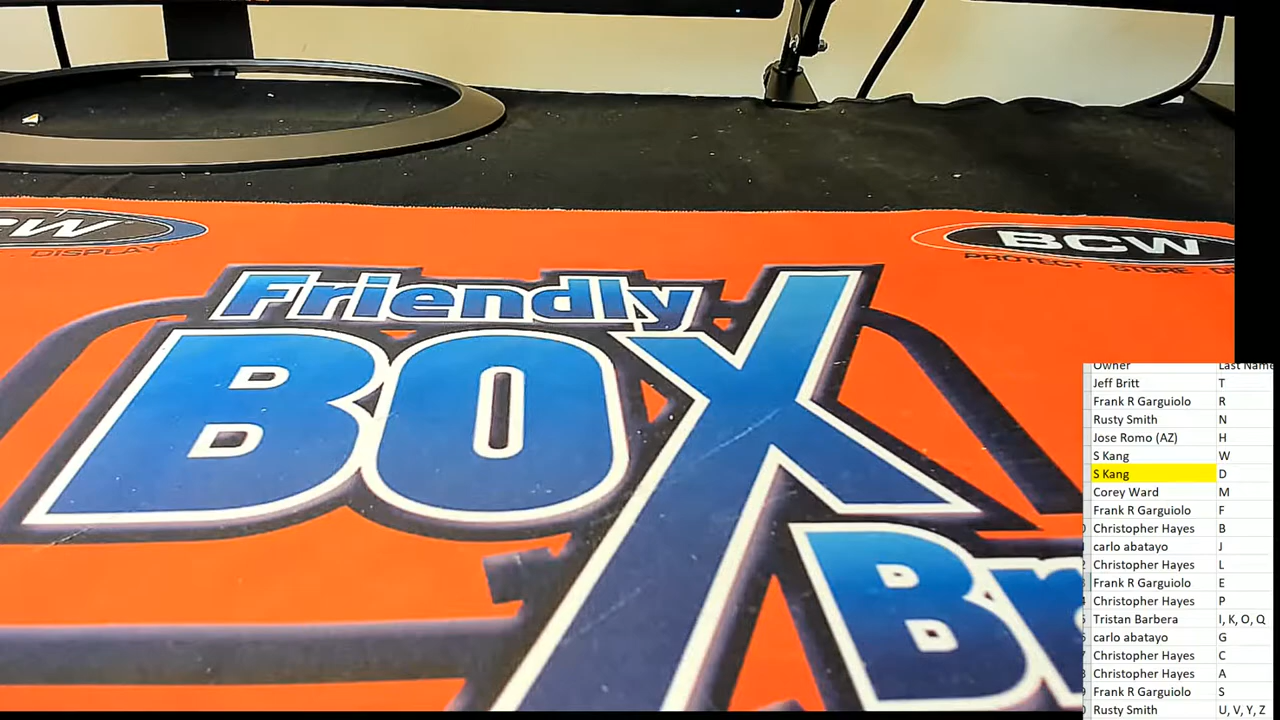 CW
DISPLAY
BCW
PROTECT · STORE ·
Friendly
BOX
Owner Last Name
Jeff Britt T
Frank R Garguiolo R
Rusty Smith N
Jose Romo (AZ) H
S Kang W
S Kang D
Corey Ward M
Frank R Garguiolo F
Christopher Hayes B
carlo abatayo J
Christopher Hayes L
Frank R Garguiolo E
Christopher Hayes P
Tristan Barbera I, K, O, Q
carlo abatayo G
Christopher Hayes C
Christopher Hayes A
Frank R Garguiolo S
Rusty Smith U, V, Y, Z